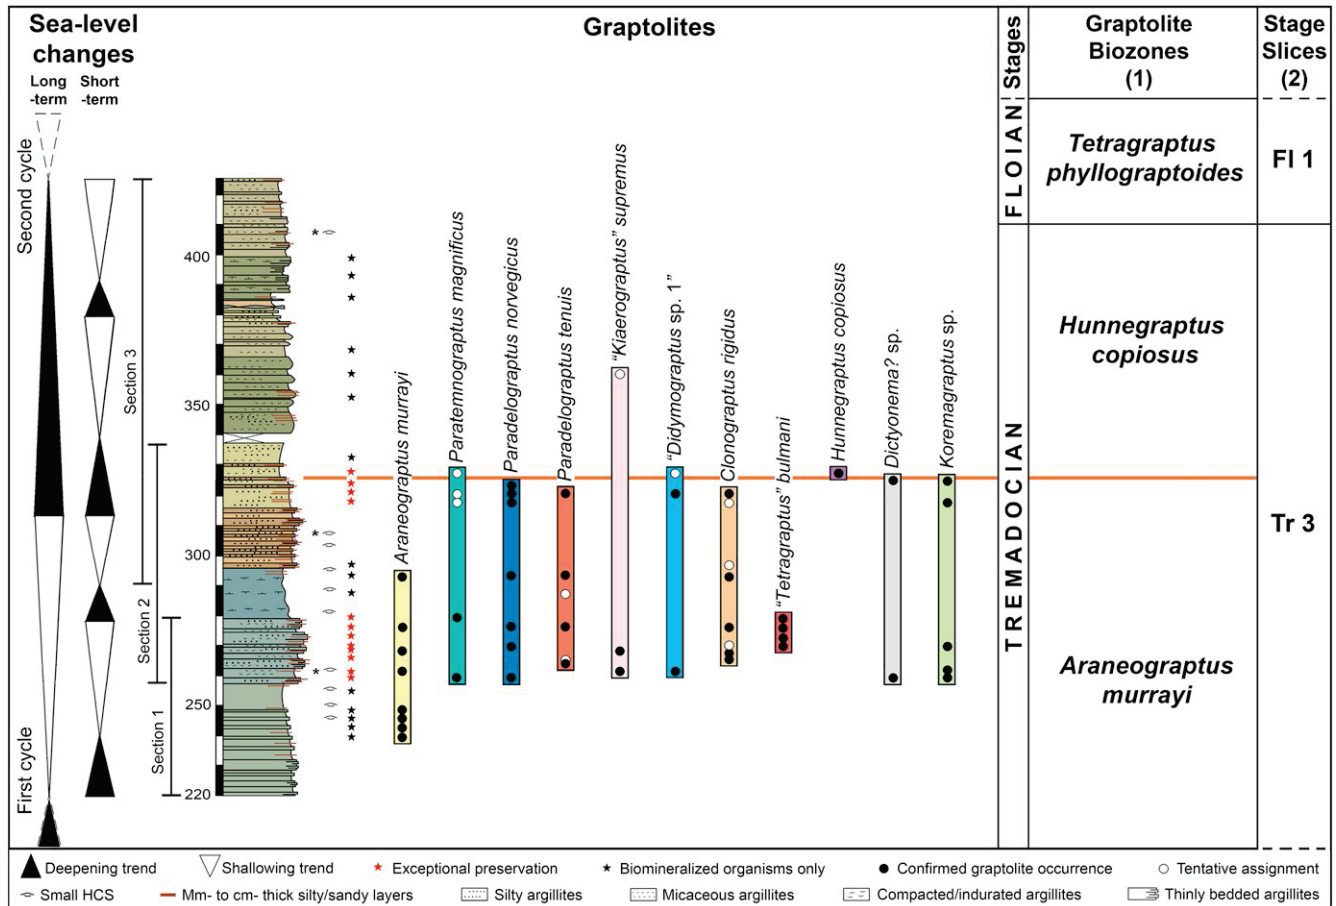 Sea-level
changes
Long
-term
Short
-term
Graptolites
Stages
Graptolite
Biozones
(1)
Stage
Slices
(2)
Second cycle
First cycle
Section 3
Section 2
Section 1
400
350
300
250
220
*
*
*
Araneograptus murrayi
Paratemnograptus magnificus
Paradelograptus norvegicus
Paradelograptus tenuis
"Kiaerograptus" supremus
"Didymograptus sp. 1"
Clonograptus rigidus
"Tetragraptus" bulmani
Hunnegraptus copiosus
Dictyonema? sp.
Koremagraptus sp.
FLOIAN
TREMADOCIAN
Tetragraptus
phyllograptoides
Fl 1
Hunnegraptus
copiosus
Tr 3
Araneograptus
murrayi
Deepening trend
Shallowing trend
Exceptional preservation
Biomineralized organisms only
Confirmed graptolite occurrence
Tentative assignment
Small HCS
Mm- to cm- thick silty/sandy layers
Silty argillites
Micaceous argillites
Compacted/indurated argillites
Thinly bedded argillites